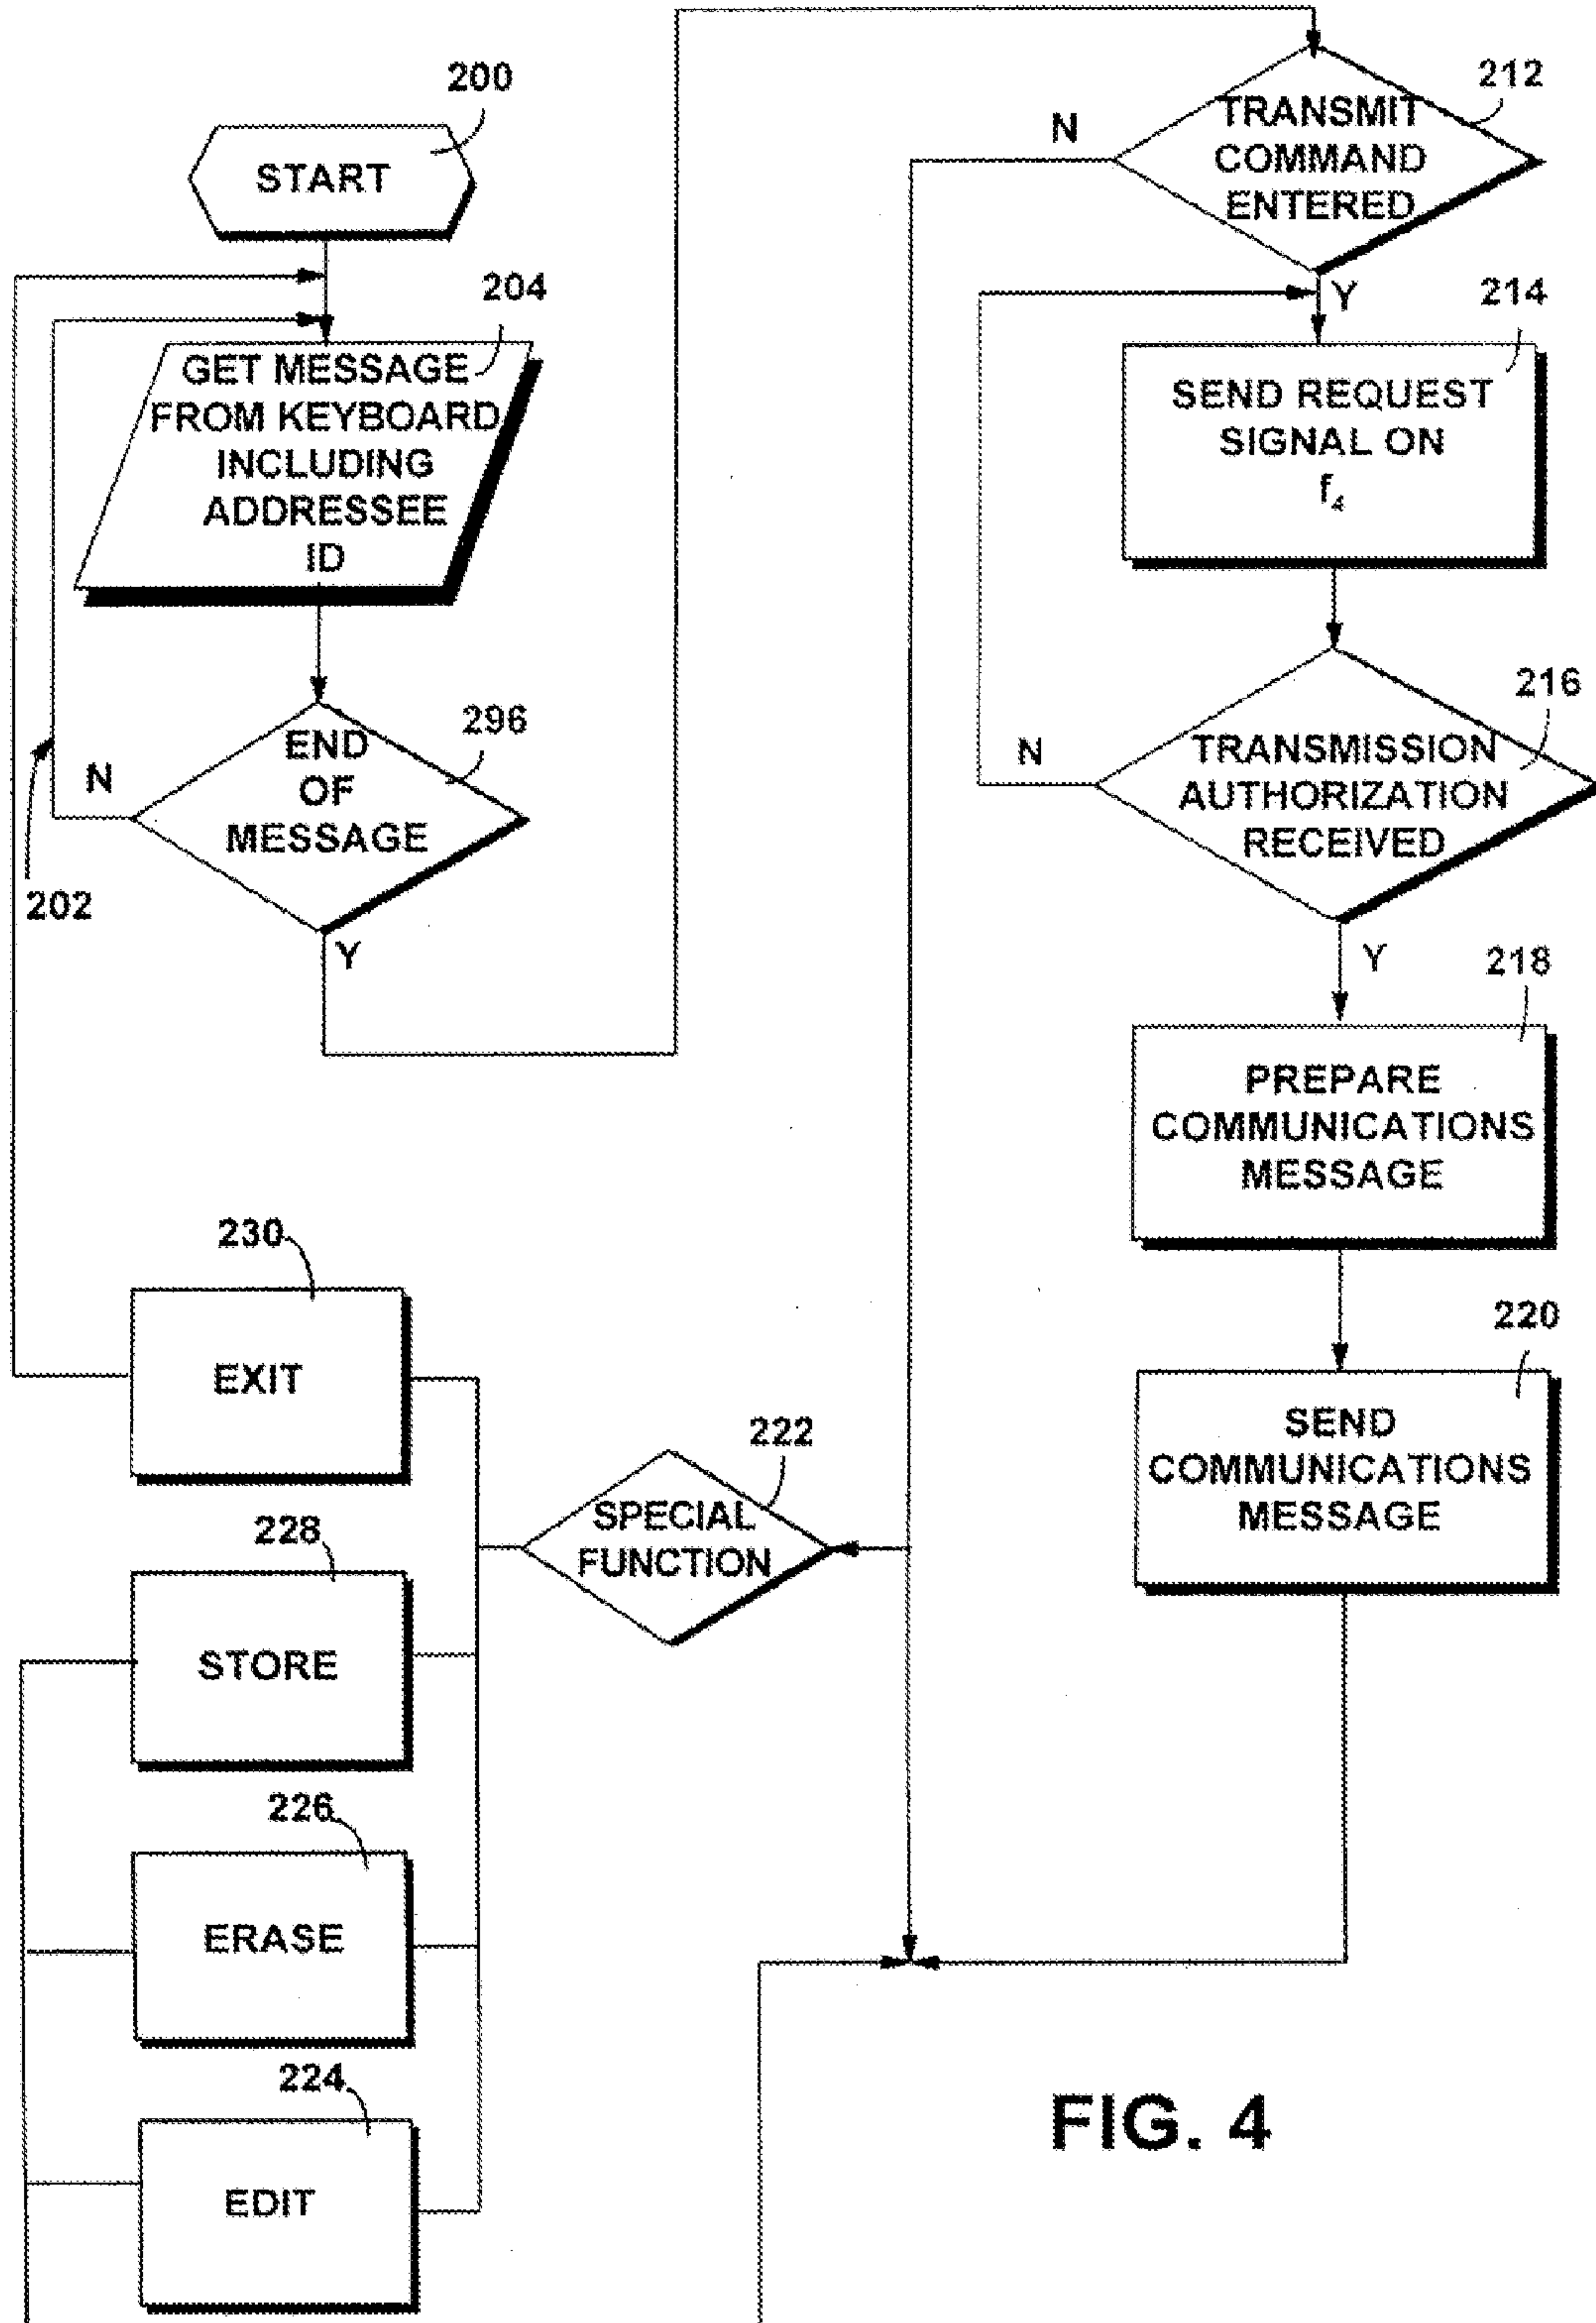 200
START
204
GET MESSAGE
FROM KEYBOARD
INCLUDING
ADDRESSEE
ID
296
END
OF
MESSAGE
N
202
Y
212
TRANSMIT
COMMAND
ENTERED
N
Y
214
SEND REQUEST
SIGNAL ON
f₄
216
TRANSMISSION
AUTHORIZATION
RECEIVED
N
Y
218
PREPARE
COMMUNICATIONS
MESSAGE
220
SEND
COMMUNICATIONS
MESSAGE
222
SPECIAL
FUNCTION
230
EXIT
228
STORE
226
ERASE
224
EDIT
FIG. 4